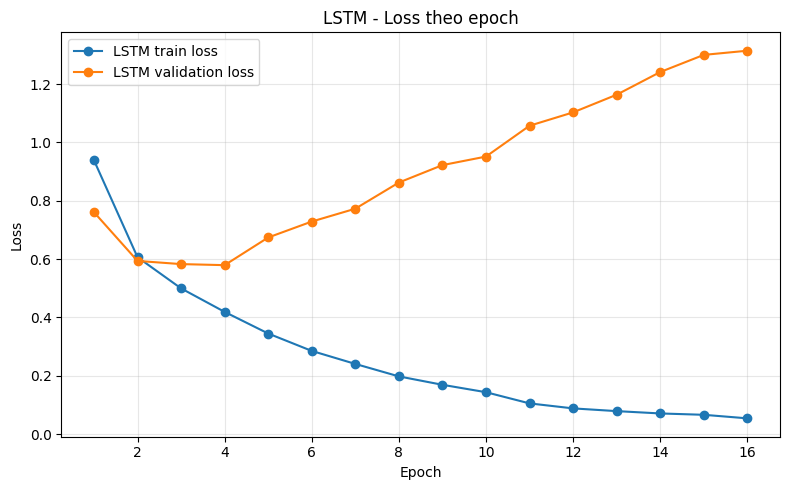 LSTM - Loss theo epoch
LSTM train loss
LSTM validation loss
Loss
1.2
1.0
0.8
0.6
0.4
0.2
0.0
2 4 6 8 10 12 14 16
Epoch